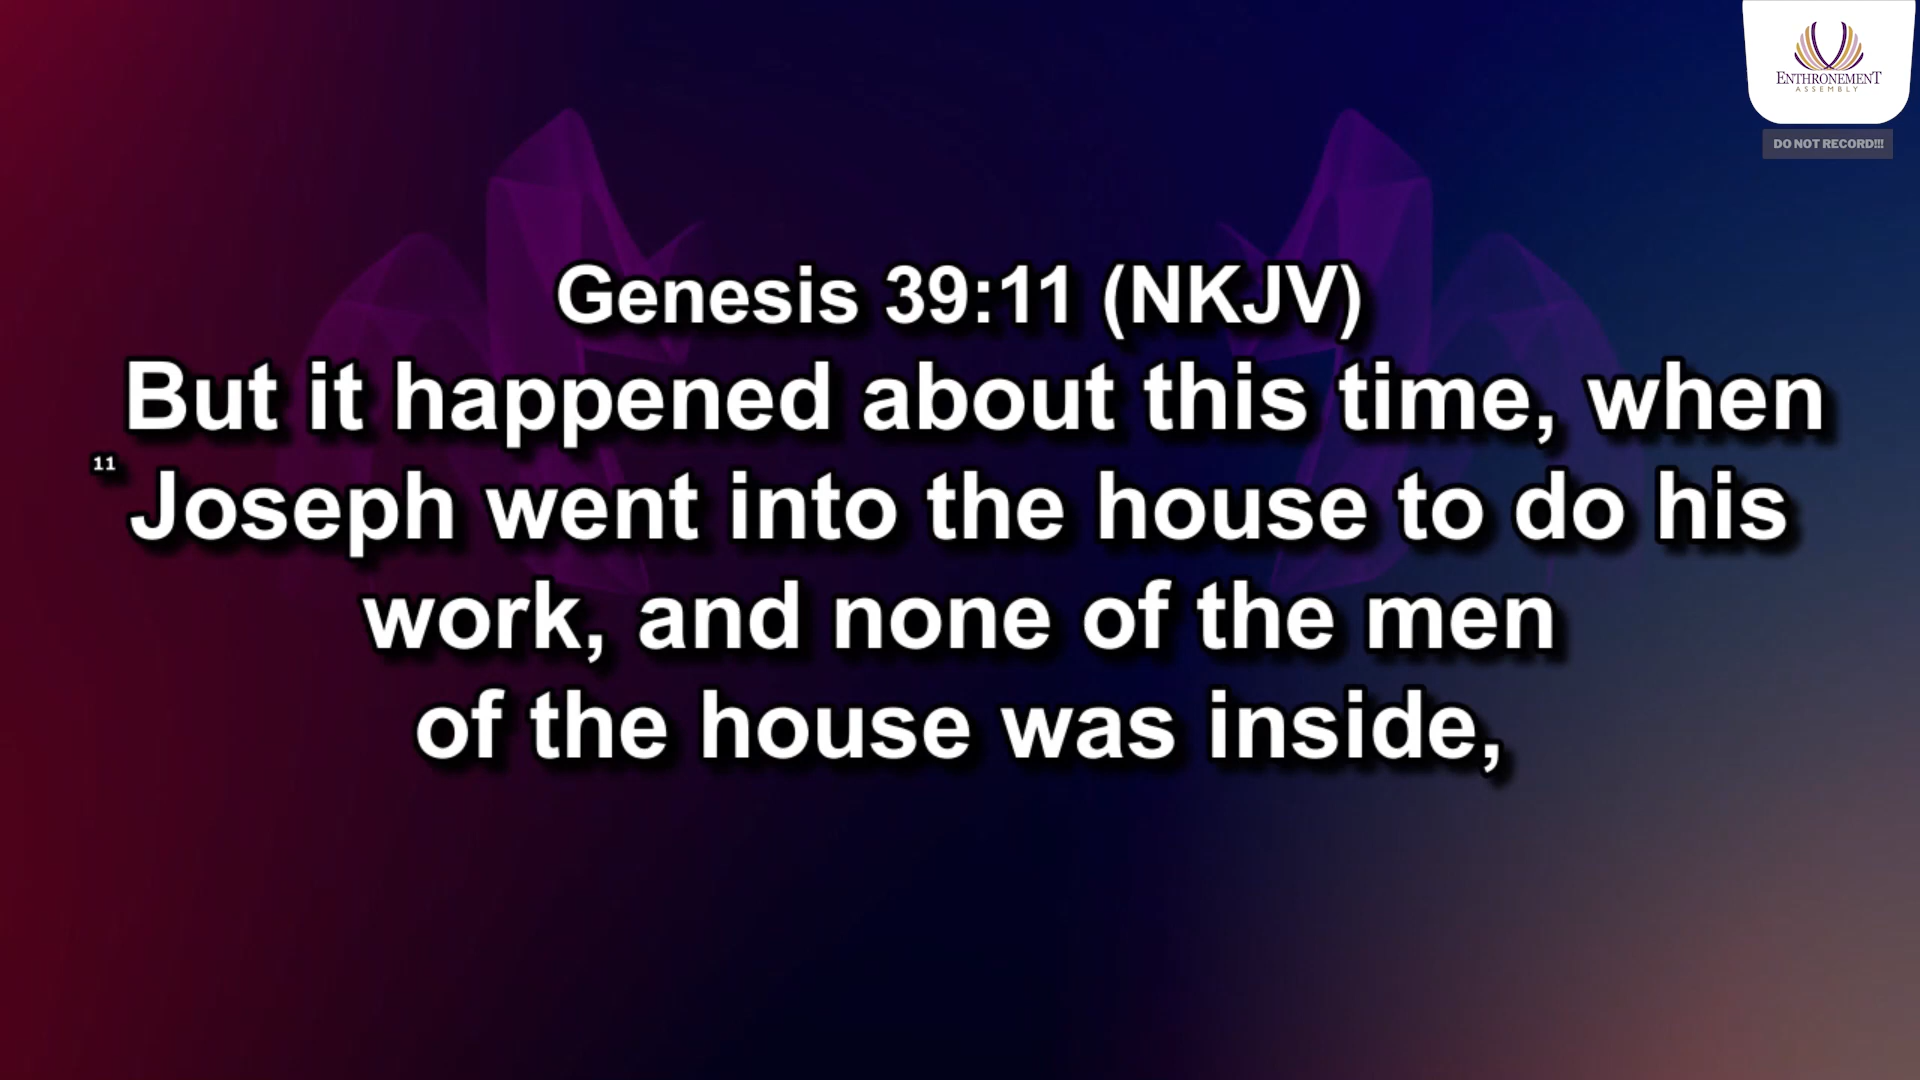 ENTHRONEMENT
ASSEMBLY
DO NOT RECORD!!!
Genesis 39:11 (NKJV)
But it happened about this time, when
11
Joseph went into the house to do his
work, and none of the men
of the house was inside,